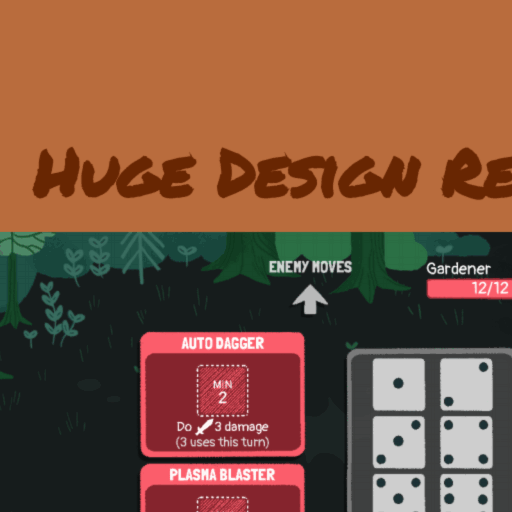 HUGE DESIGN RE
ENEMY MOVES
Gardener
12/12
AUTO DAGGER
MIN
2
Do 3 damage
(3 uses this turn)
PLASMA BLASTER